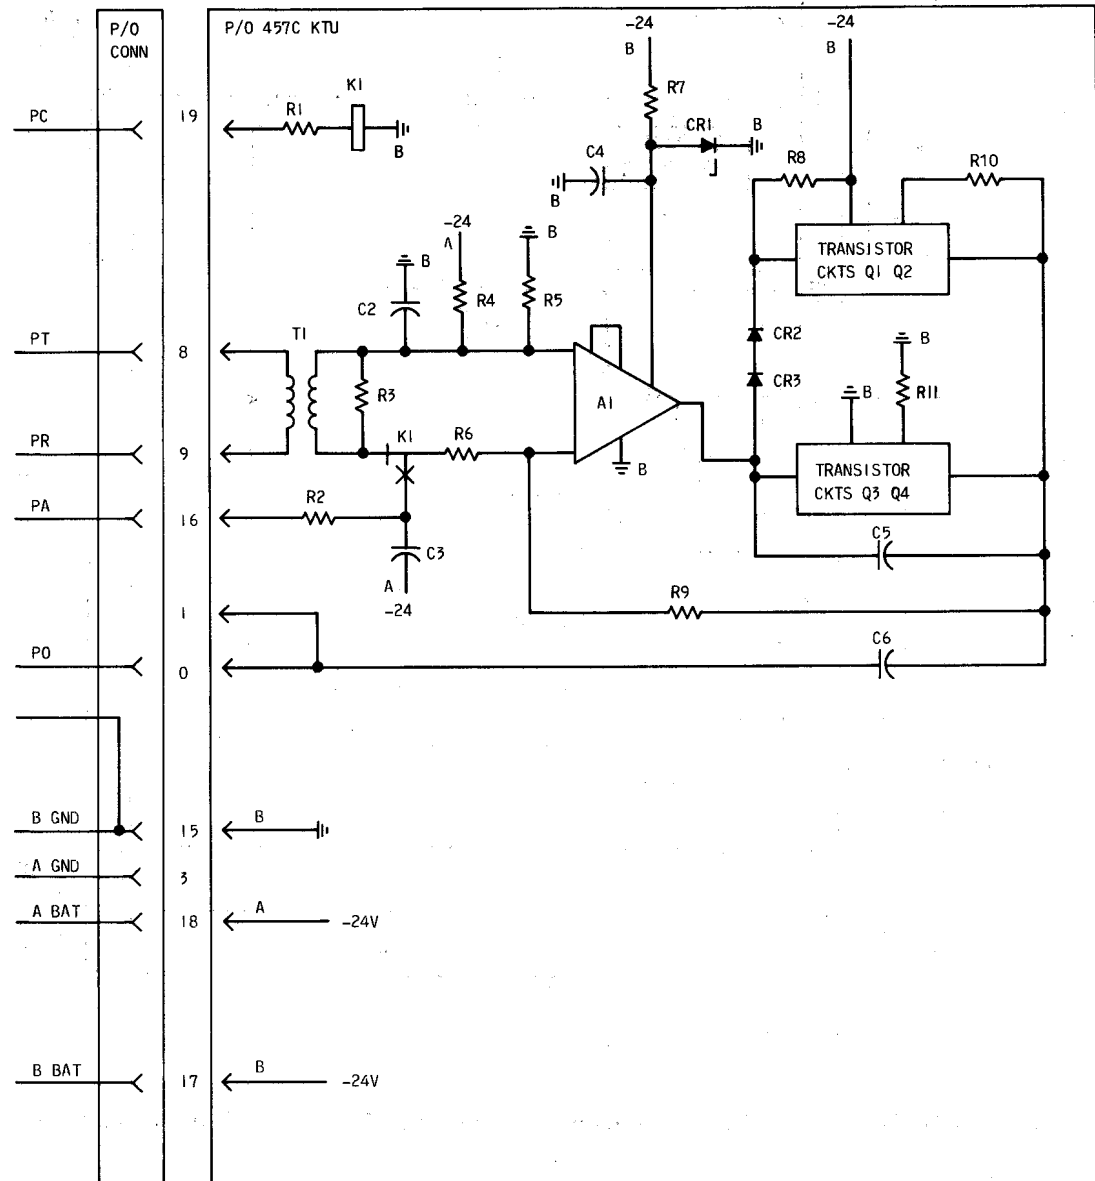 P/O CONN
P/O 457C KTU
-24 B
-24 B
R7
K1
R1
PC
19
B
CR1
B
C4
B
R8
R10
-24 A
B
B
TRANSISTOR
CKTS Q1 Q2
C2
R4
R5
T1
PT
8
CR2
B
R3
A1
CR3
B
R11
K1
R6
PR
9
B
TRANSISTOR
CKTS Q3 Q4
PA
16
R2
C3
C5
A
-24
1
R9
PO
0
C6
B GND
15
B
A GND
3
A BAT
18
A
-24V
B BAT
17
B
-24V